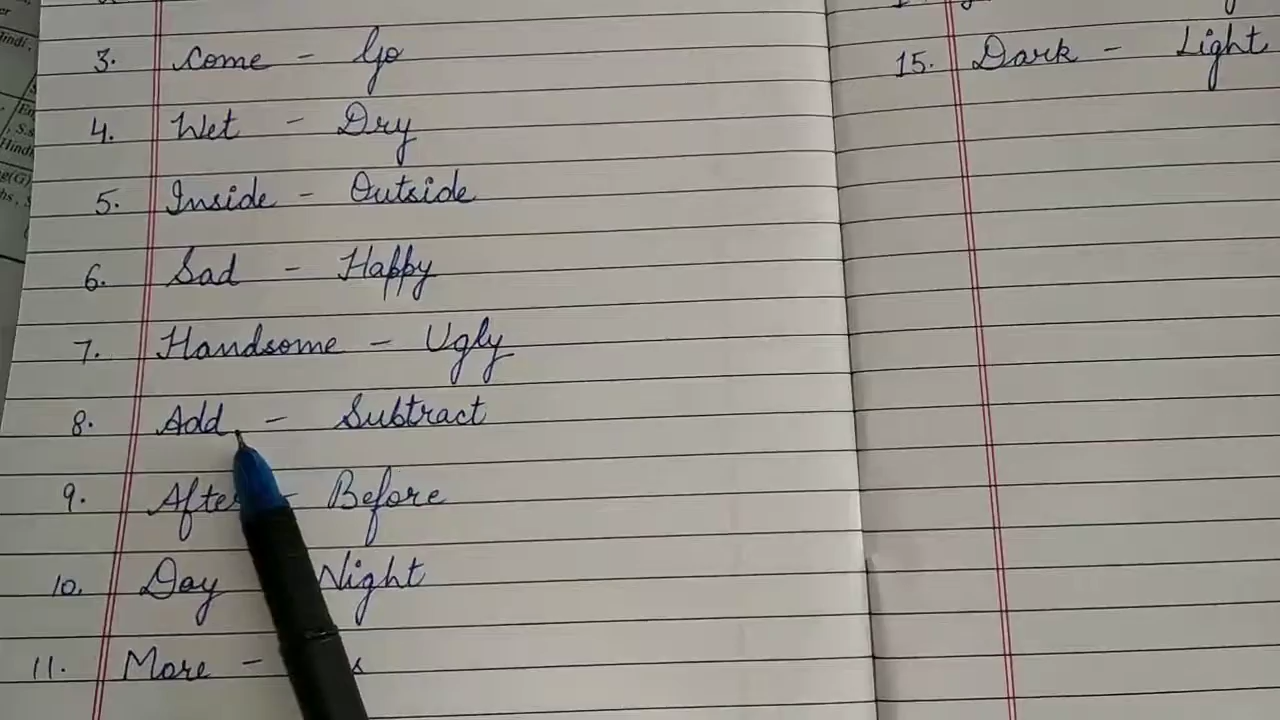 3. Come - Go
4. Wet - Dry
5. Inside - Outside
6. Sad - Happy
7. Handsome - Ugly
8. Add - Subtract
9. After - Before
10. Day Night
11. More -
15. Dark - Light